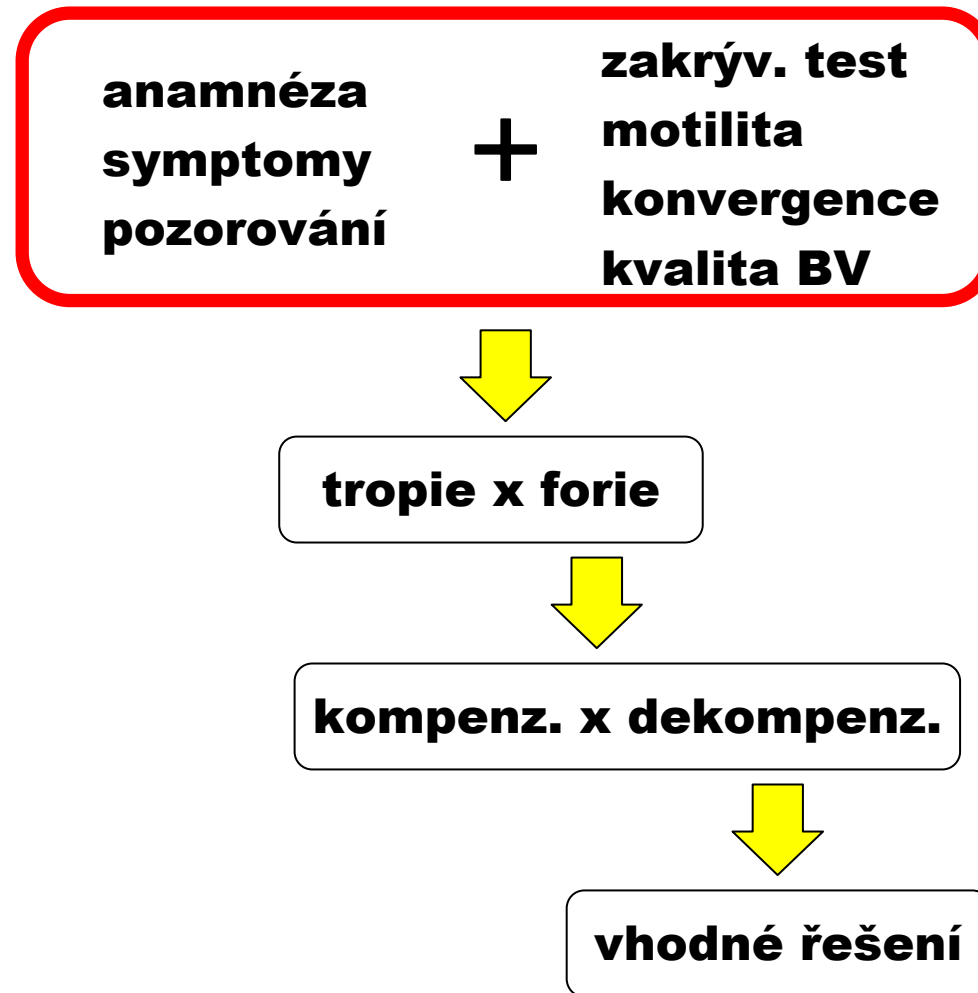 anamnéza
symptomy
pozorování
+
zakrýv. test
motilita
konvergence
kvalita BV
tropie x forie
kompenz. x dekompenz.
vhodné řešení